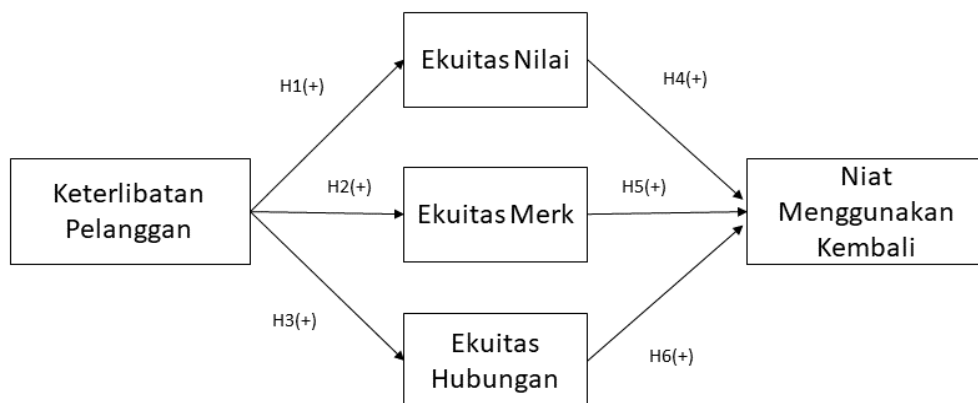 Ekuitas Nilai
H1(+)
H4(+)
Keterlibatan
Pelanggan
H2(+)
Ekuitas Merk
H5(+)
Niat
Menggunakan
Kembali
H3(+)
Ekuitas
Hubungan
H6(+)